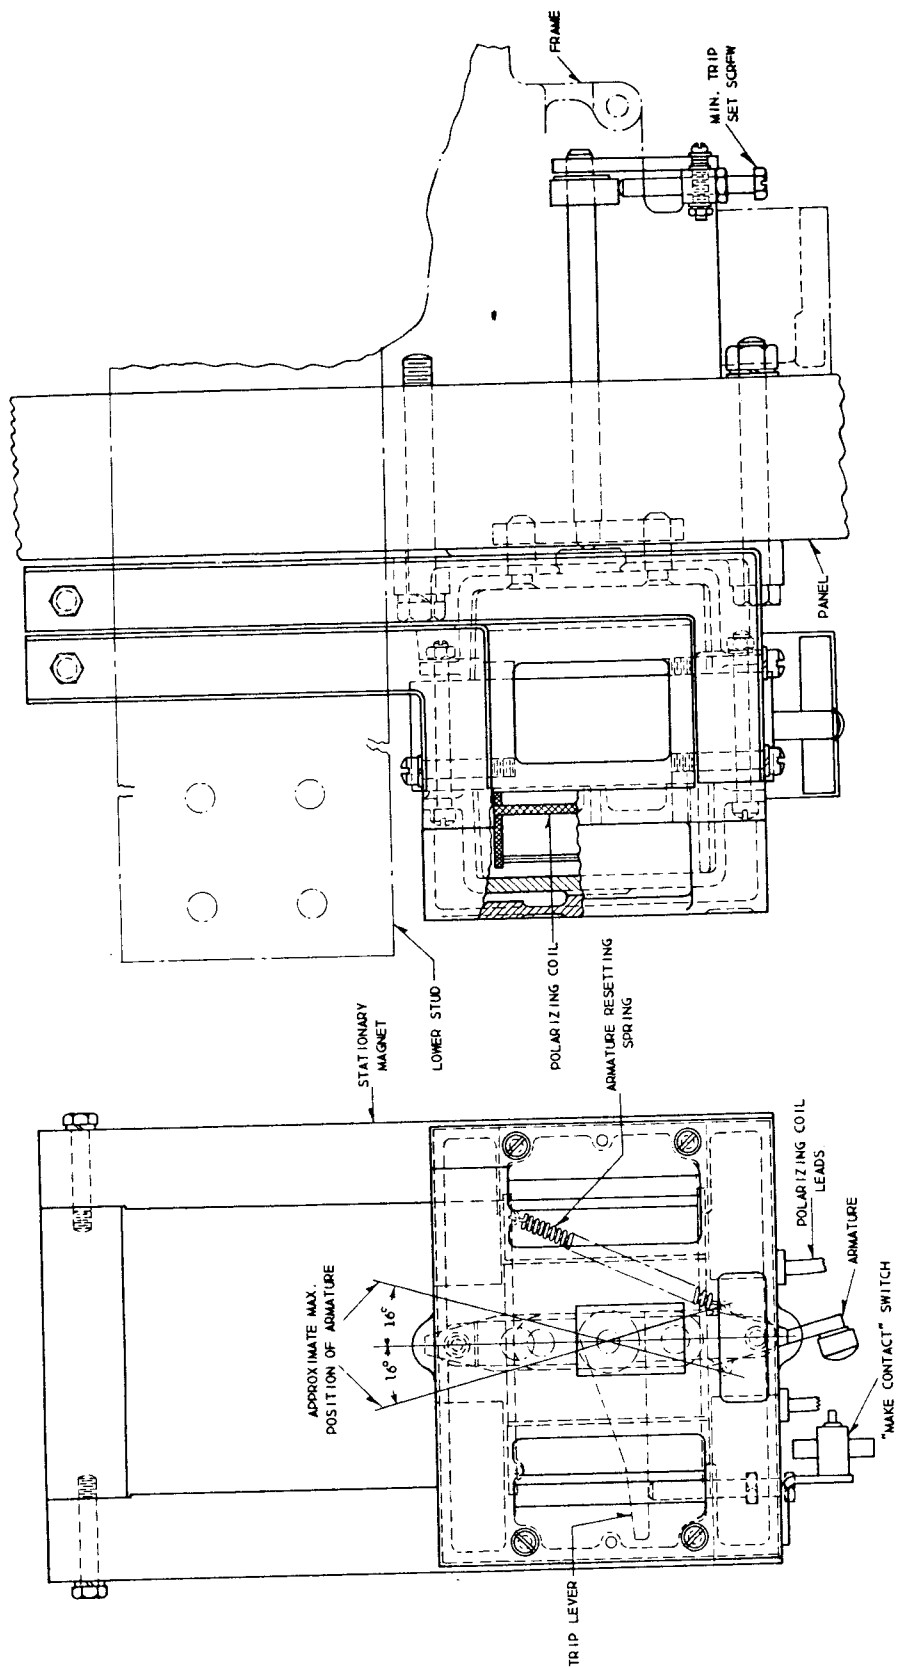 FRAME
MIN. TRIP
SET SCREW
PANEL
LOWER STUD
POLARIZING COIL
ARMATURE RESETTING
SPRING
STATIONARY
MAGNET
APPROXIMATE MAX.
POSITION OF ARMATURE
16° 16°
POLARIZING COIL
LEADS
ARMATURE
"MAKE CONTACT" SWITCH
TRIP LEVER